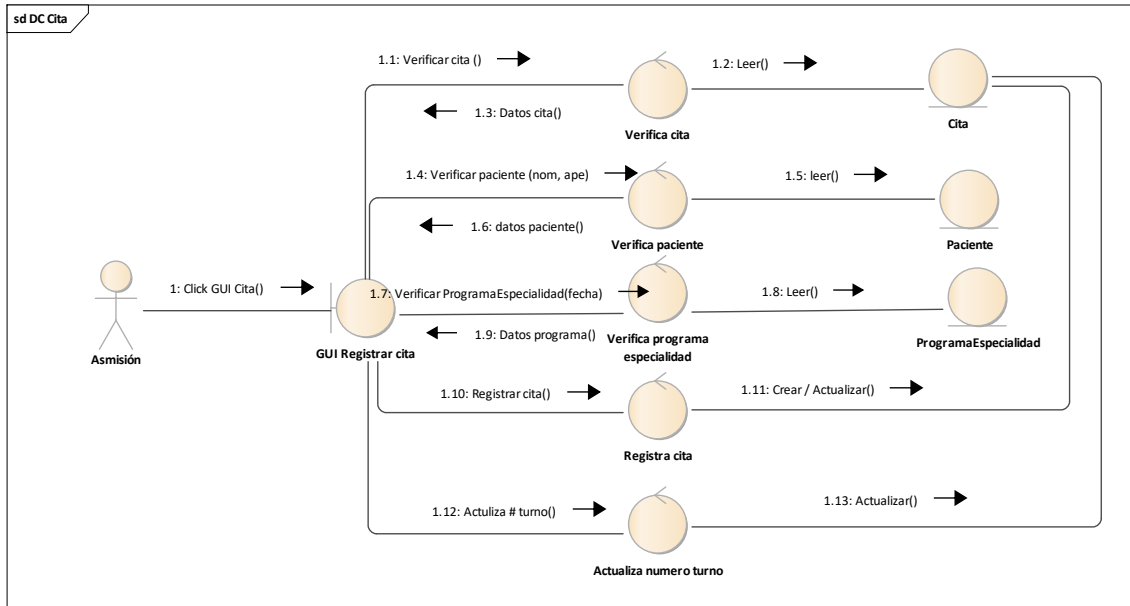 sd DC Cita
1.1: Verificar cita ()
1.2: Leer()
1.3: Datos cita()
Verifica cita
Cita
1.4: Verificar paciente (nom, ape)
1.5: leer()
1.6: datos paciente()
Verifica paciente
Paciente
1: Click GUI Cita()
1.7: Verificar ProgramaEspecialidad(fecha)
1.8: Leer()
1.9: Datos programa()
Verifica programa
especialidad
ProgramaEspecialidad
Asmisión
GUI Registrar cita
1.10: Registrar cita()
1.11: Crear / Actualizar()
Registra cita
1.12: Actuliza # turno()
1.13: Actualizar()
Actualiza numero turno